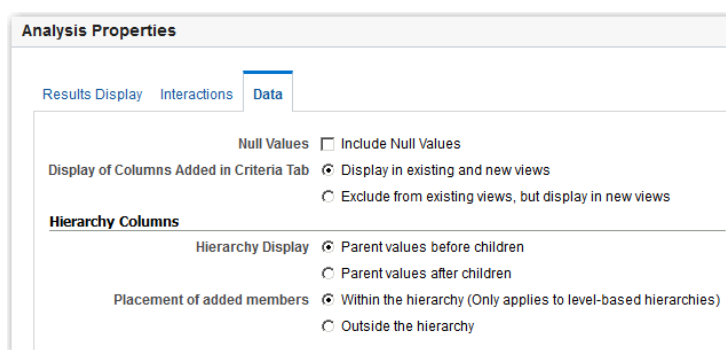 Analysis Properties
Results Display Interactions Data
Null Values Include Null Values
Display of Columns Added in Criteria Tab Display in existing and new views
Exclude from existing views, but display in new views
Hierarchy Columns
Hierarchy Display Parent values before children
Parent values after children
Placement of added members Within the hierarchy (Only applies to level-based hierarchies)
Outside the hierarchy